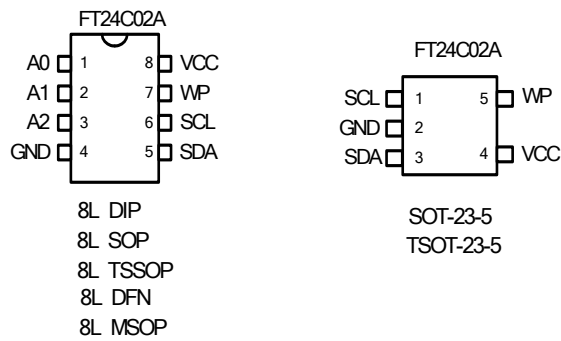 FT24C02A
A0 1 8 VCC
A1 2 7 WP
A2 3 6 SCL
GND 4 5 SDA
8L DIP
8L SOP
8L TSSOP
8L DFN
8L MSOP
FT24C02A
SCL 1 5 WP
GND 2
SDA 3 4 VCC
SOT-23-5
TSOT-23-5